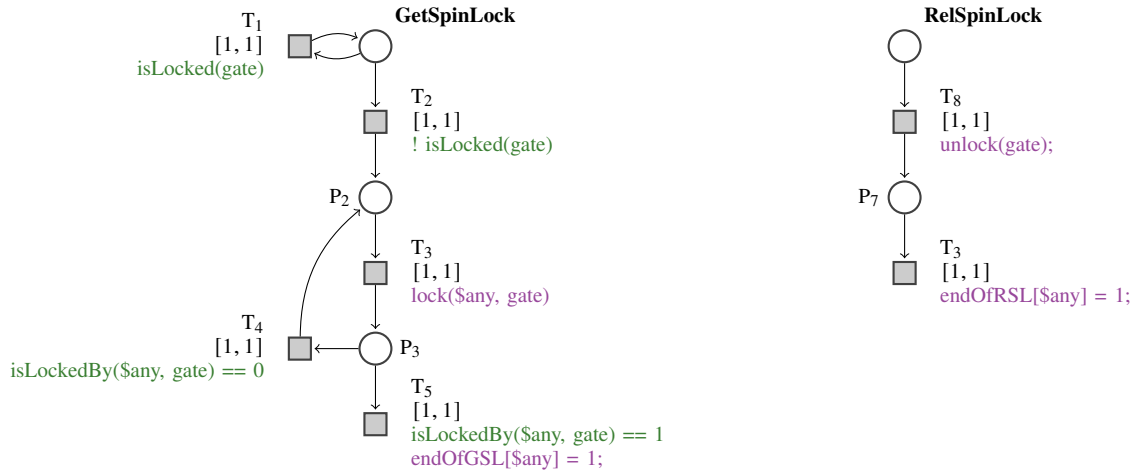 GetSpinLock
T1
[1, 1]
isLocked(gate)
T2
[1, 1]
! isLocked(gate)
P2
T3
[1, 1]
lock($any, gate)
T4
[1, 1]
isLockedBy($any, gate) == 0
P3
T5
[1, 1]
isLockedBy($any, gate) == 1
endOfGSL[$any] = 1;
RelSpinLock
T8
[1, 1]
unlock(gate);
P7
T3
[1, 1]
endOfRSL[$any] = 1;